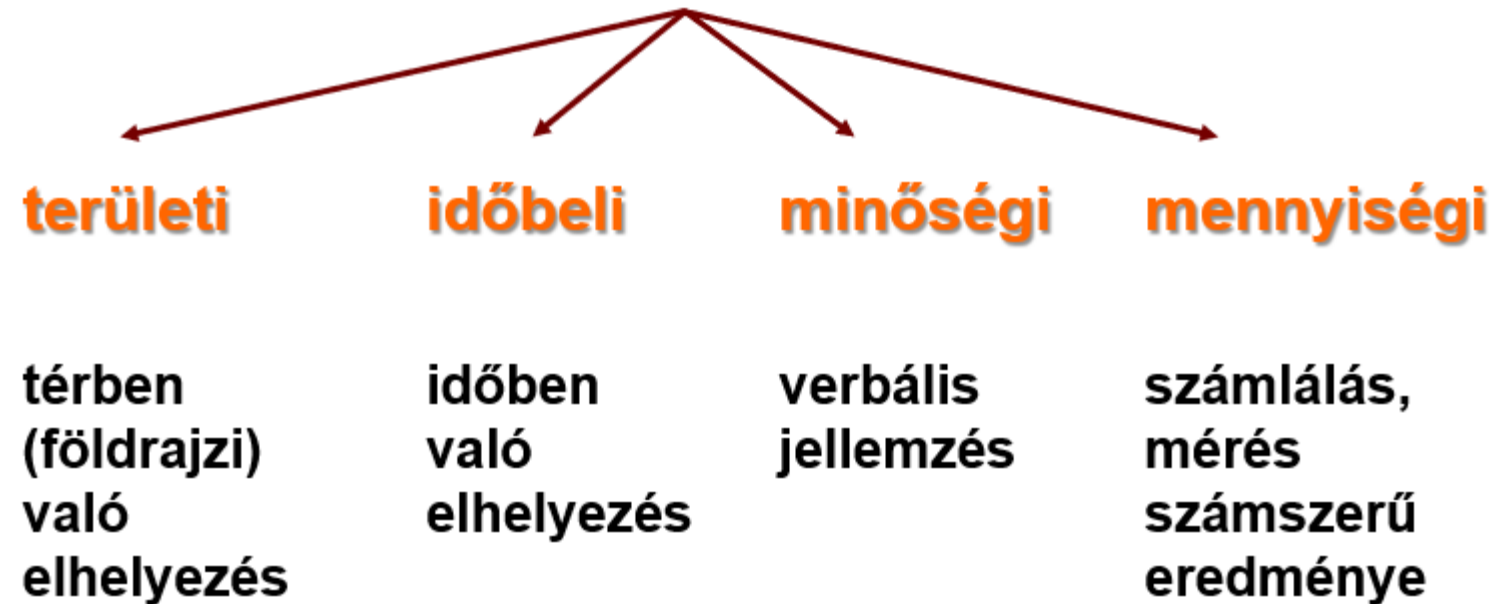 területi
időbeli
minőségi
mennyiségi
térben
(földrajzi)
való
elhelyezés
időben
való
elhelyezés
verbális
jellemzés
számlálás,
mérés
számszerű
eredménye